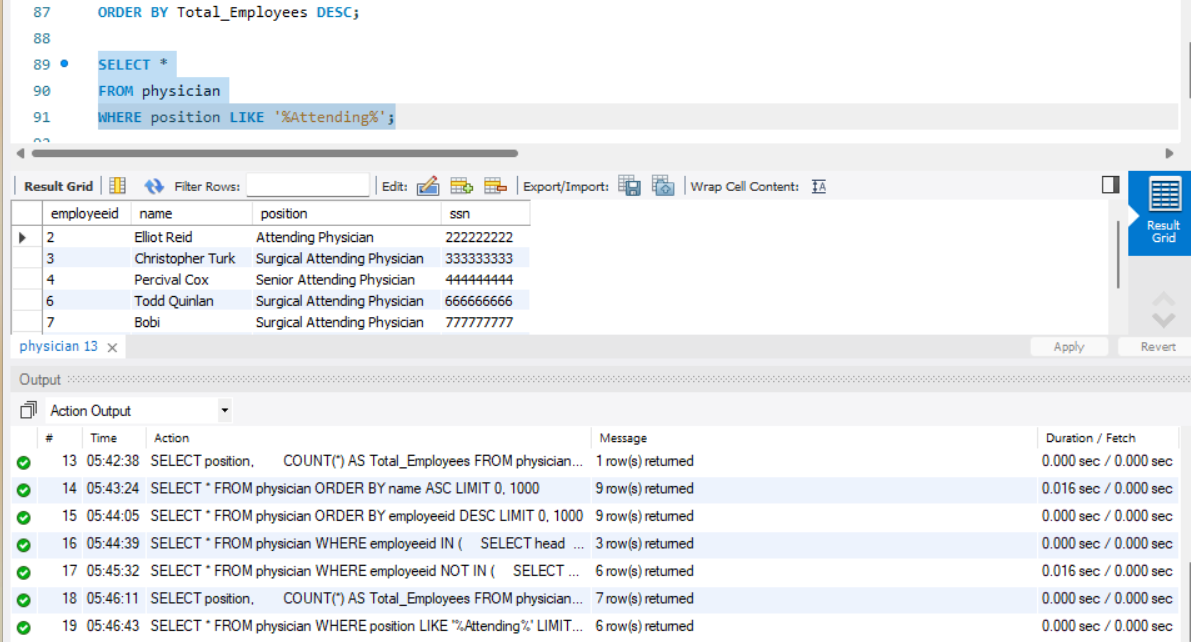 87 ORDER BY Total_Employees DESC;
88
89 SELECT *
90 FROM physician
91 WHERE position LIKE '%Attending%';
Result Grid Filter Rows: Edit: Export/Import: Wrap Cell Content:
employeeid name position ssn
2 Elliot Reid Attending Physician 222222222
3 Christopher Turk Surgical Attending Physician 333333333
4 Percival Cox Senior Attending Physician 444444444
6 Todd Quinlan Surgical Attending Physician 666666666
7 Bobi Surgical Attending Physician 777777777
Result
Grid
physician 13 Apply Revert
Output
Action Output
# Time Action Message Duration / Fetch
13 05:42:38 SELECT position, COUNT(*) AS Total_Employees FROM physician... 1 row(s) returned 0.000 sec / 0.000 sec
14 05:43:24 SELECT * FROM physician ORDER BY name ASC LIMIT 0, 1000 9 row(s) returned 0.016 sec / 0.000 sec
15 05:44:05 SELECT * FROM physician ORDER BY employeeid DESC LIMIT 0, 1000 9 row(s) returned 0.000 sec / 0.000 sec
16 05:44:39 SELECT * FROM physician WHERE employeeid IN ( SELECT head ... 3 row(s) returned 0.000 sec / 0.000 sec
17 05:45:32 SELECT * FROM physician WHERE employeeid NOT IN ( SELECT ... 6 row(s) returned 0.016 sec / 0.000 sec
18 05:46:11 SELECT position, COUNT(*) AS Total_Employees FROM physician... 7 row(s) returned 0.000 sec / 0.000 sec
19 05:46:43 SELECT * FROM physician WHERE position LIKE '%Attending%' LIMIT... 6 row(s) returned 0.000 sec / 0.000 sec